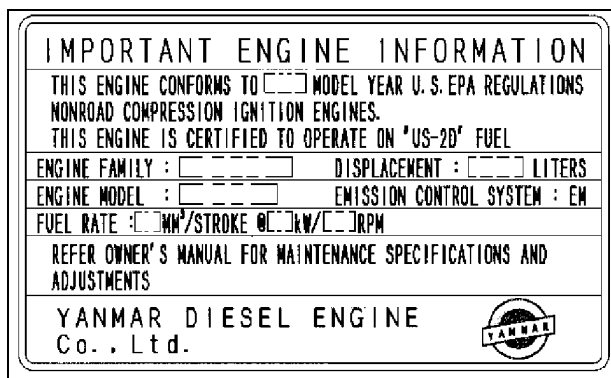 IMPORTANT ENGINE INFORMATION
THIS ENGINE CONFORMS TO [ ] MODEL YEAR U.S.EPA REGULATIONS
NONROAD COMPRESSION IGNITION ENGINES.
THIS ENGINE IS CERTIFIED TO OPERATE ON "US-2D" FUEL
ENGINE FAMILY : [ ] DISPLACEMENT : [ ] LITERS
ENGINE MODEL : [ ] EMISSION CONTROL SYSTEM : EM
FUEL RATE :[ ]MM³/STROKE @[ ]kW/[ ]RPM
REFER OWNER'S MANUAL FOR MAINTENANCE SPECIFICATIONS AND
ADJUSTMENTS
YANMAR DIESEL ENGINE
Co., Ltd.
YANMAR